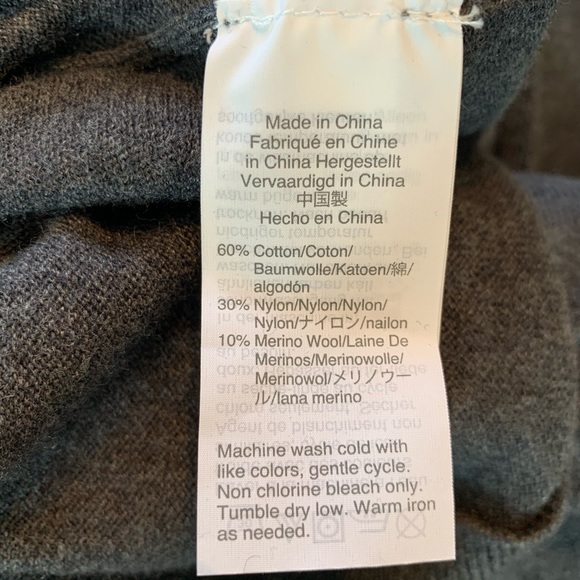 Made in China
Fabriqué en Chine
in China Hergestellt
Vervaardigd in China
中国製
Hecho en China
60% Cotton/Coton/
Baumwolle/Katoen/綿/
algodón
30% Nylon/Nylon/Nylon/
Nylon/ナイロン/nailon
10% Merino Wool/Laine De
Merinos/Merinowolle/
Merinowol/メリノウー
ル/lana merino
Machine wash cold with
like colors, gentle cycle.
Non chlorine bleach only.
Tumble dry low. Warm iron
as needed.